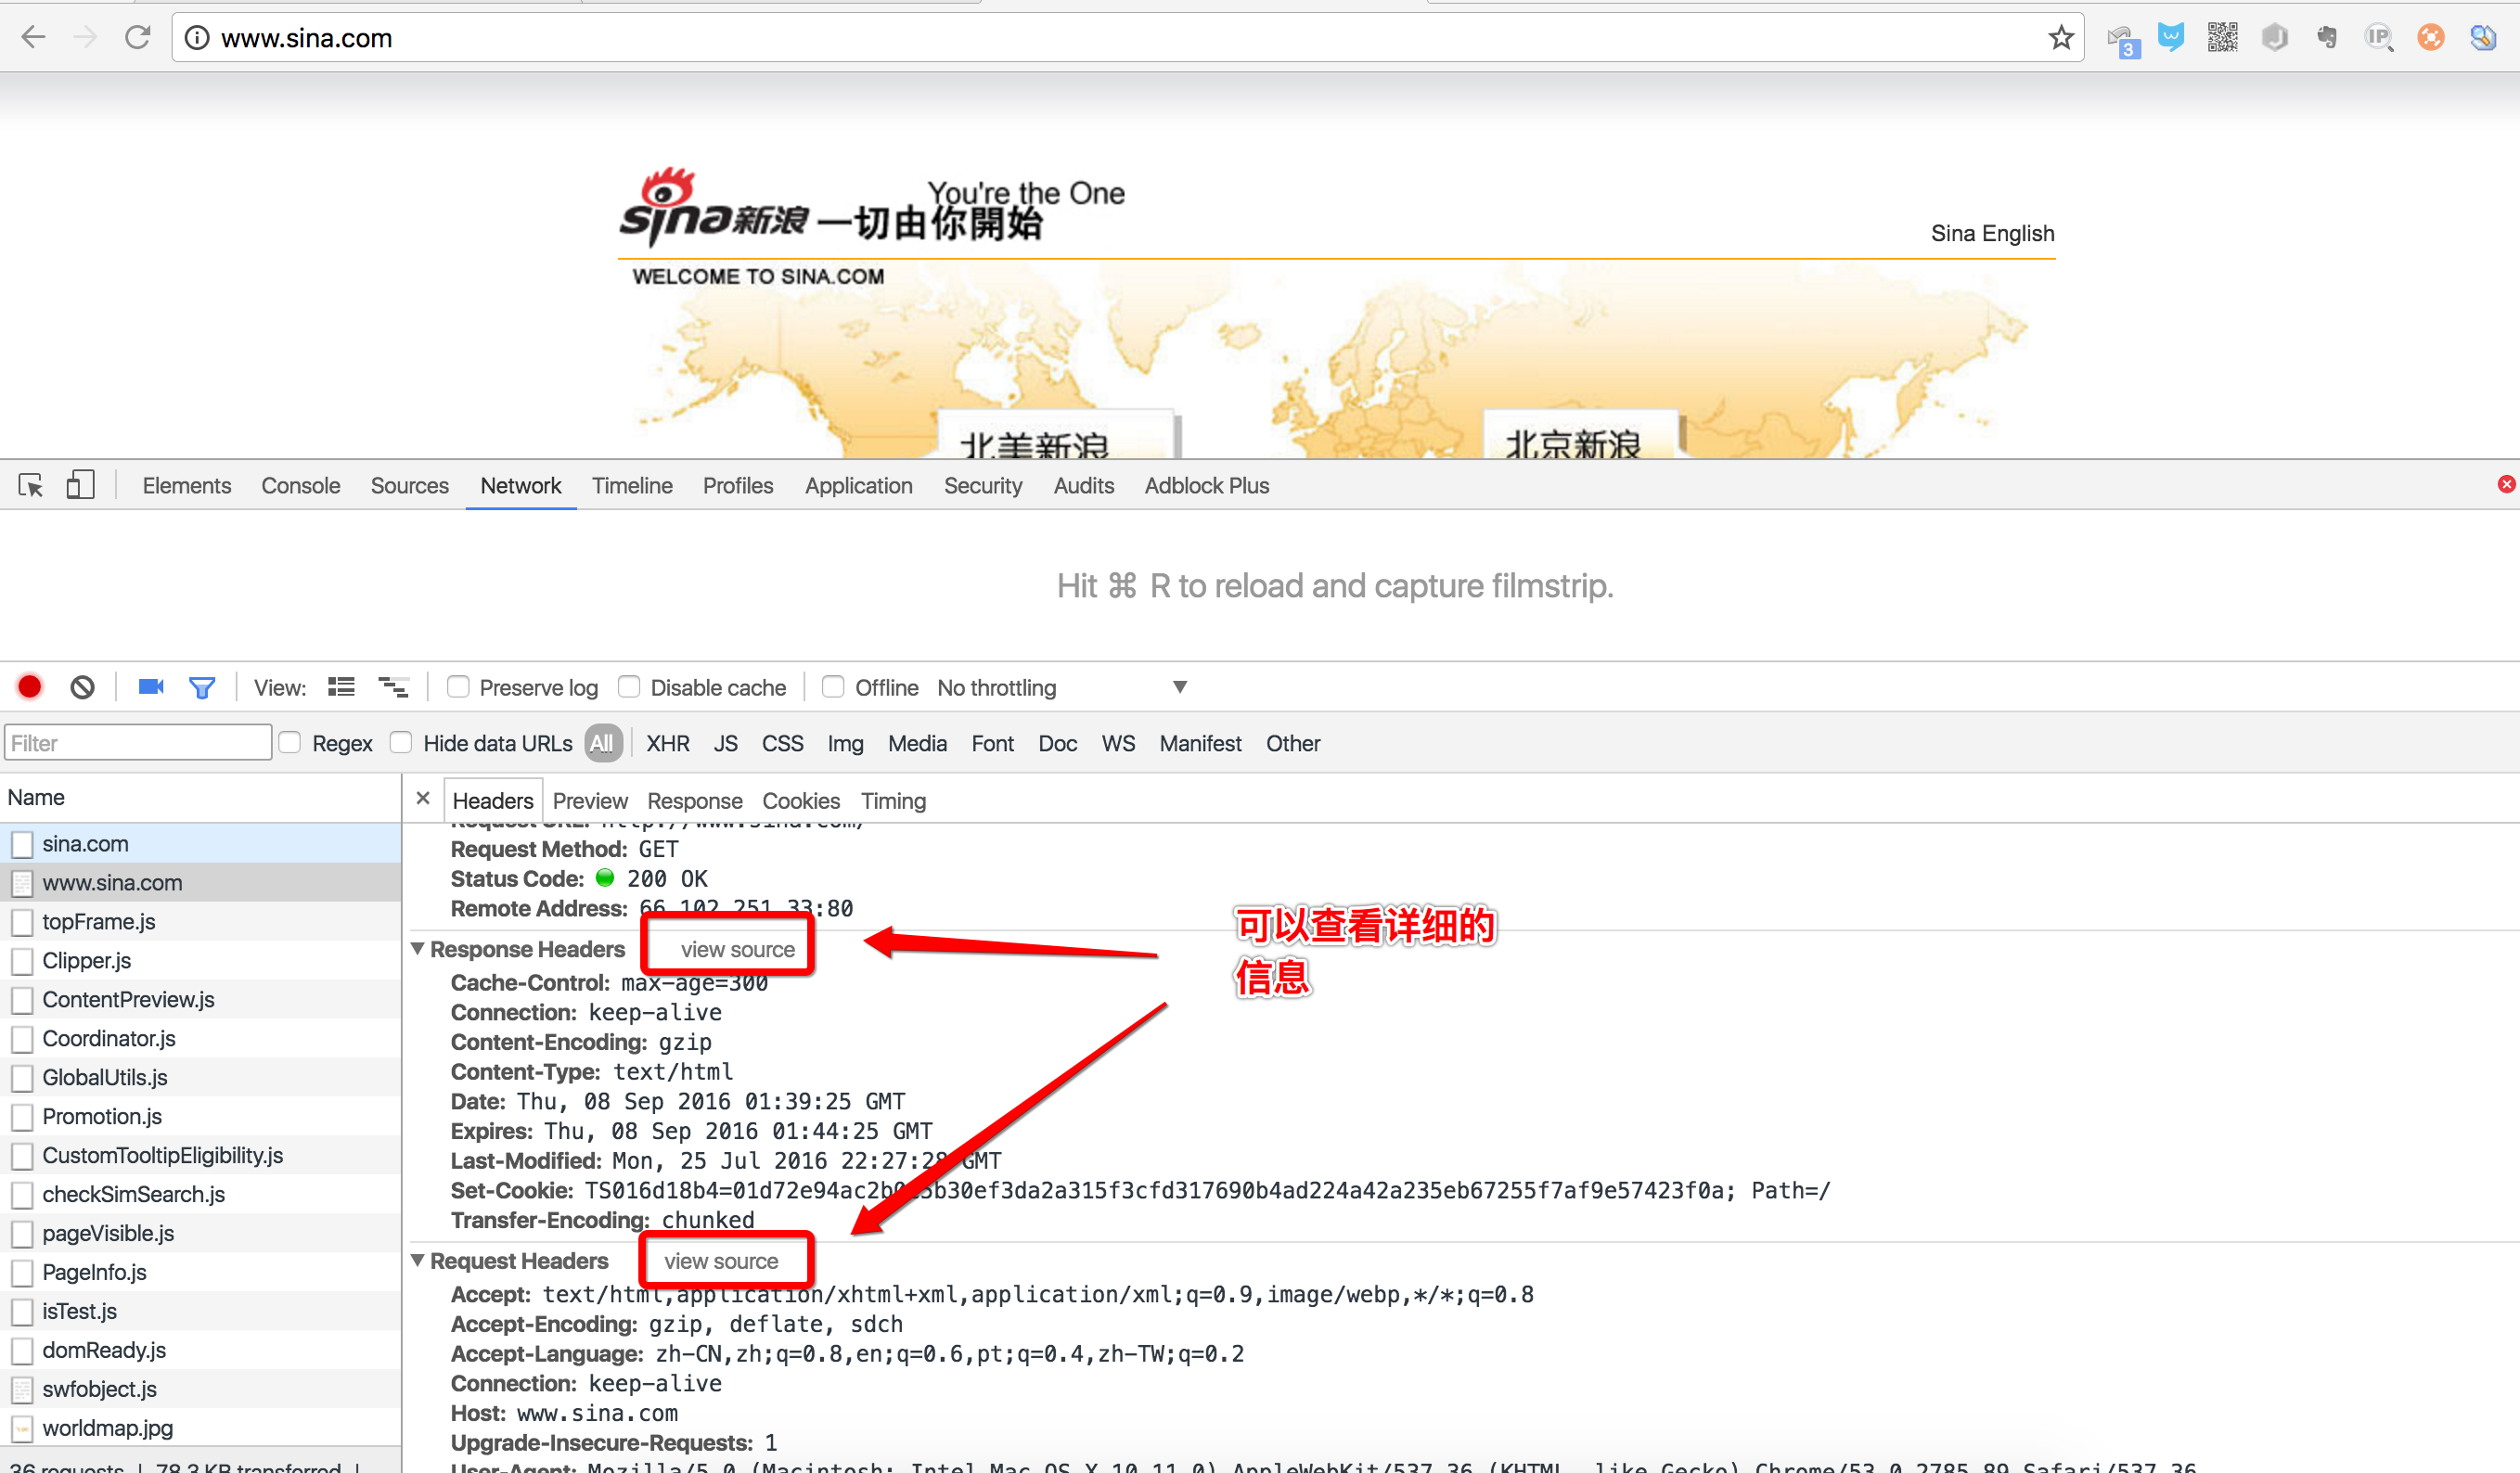 www.sina.com
3
IP
You're the One
sina新浪 一切由你開始
Sina English
WELCOME TO SINA.COM
北美新浪
北京新浪
Elements Console Sources Network Timeline Profiles Application Security Audits Adblock Plus
Hit ⌘ R to reload and capture filmstrip.
View: Preserve log Disable cache Offline No throttling
Filter Regex Hide data URLs All XHR JS CSS Img Media Font Doc WS Manifest Other
Name
Headers Preview Response Cookies Timing
sina.com
www.sina.com
topFrame.js
Clipper.js
ContentPreview.js
Coordinator.js
GlobalUtils.js
Promotion.js
CustomTooltipEligibility.js
checkSimSearch.js
pageVisible.js
PageInfo.js
isTest.js
domReady.js
swfobject.js
worldmap.jpg
36 requests | 78.3 KB transferred |
Request URL: http://www.sina.com/
Request Method: GET
Status Code: 200 OK
Remote Address: 66.102.251.33:80
Response Headers view source
Cache-Control: max-age=300
Connection: keep-alive
Content-Encoding: gzip
Content-Type: text/html
Date: Thu, 08 Sep 2016 01:39:25 GMT
Expires: Thu, 08 Sep 2016 01:44:25 GMT
Last-Modified: Mon, 25 Jul 2016 22:27:28 GMT
Set-Cookie: Path=/
Transfer-Encoding: chunked
Request Headers view source
Accept: text/html,application/xhtml+xml,application/xml;q=0.9,image/webp,*/*;q=0.8
Accept-Encoding: gzip, deflate, sdch
Accept-Language: zh-CN,zh;q=0.8,en;q=0.6,pt;q=0.4,zh-TW;q=0.2
Connection: keep-alive
Host: www.sina.com
Upgrade-Insecure-Requests: 1
User-Agent: Mozilla/5.0 (Macintosh; Intel Mac OS X 10_11_0) AppleWebKit/537.36 (KHTML, like Gecko) Chrome/53.0.2785.89 Safari/537.36
可以查看详细的
信息